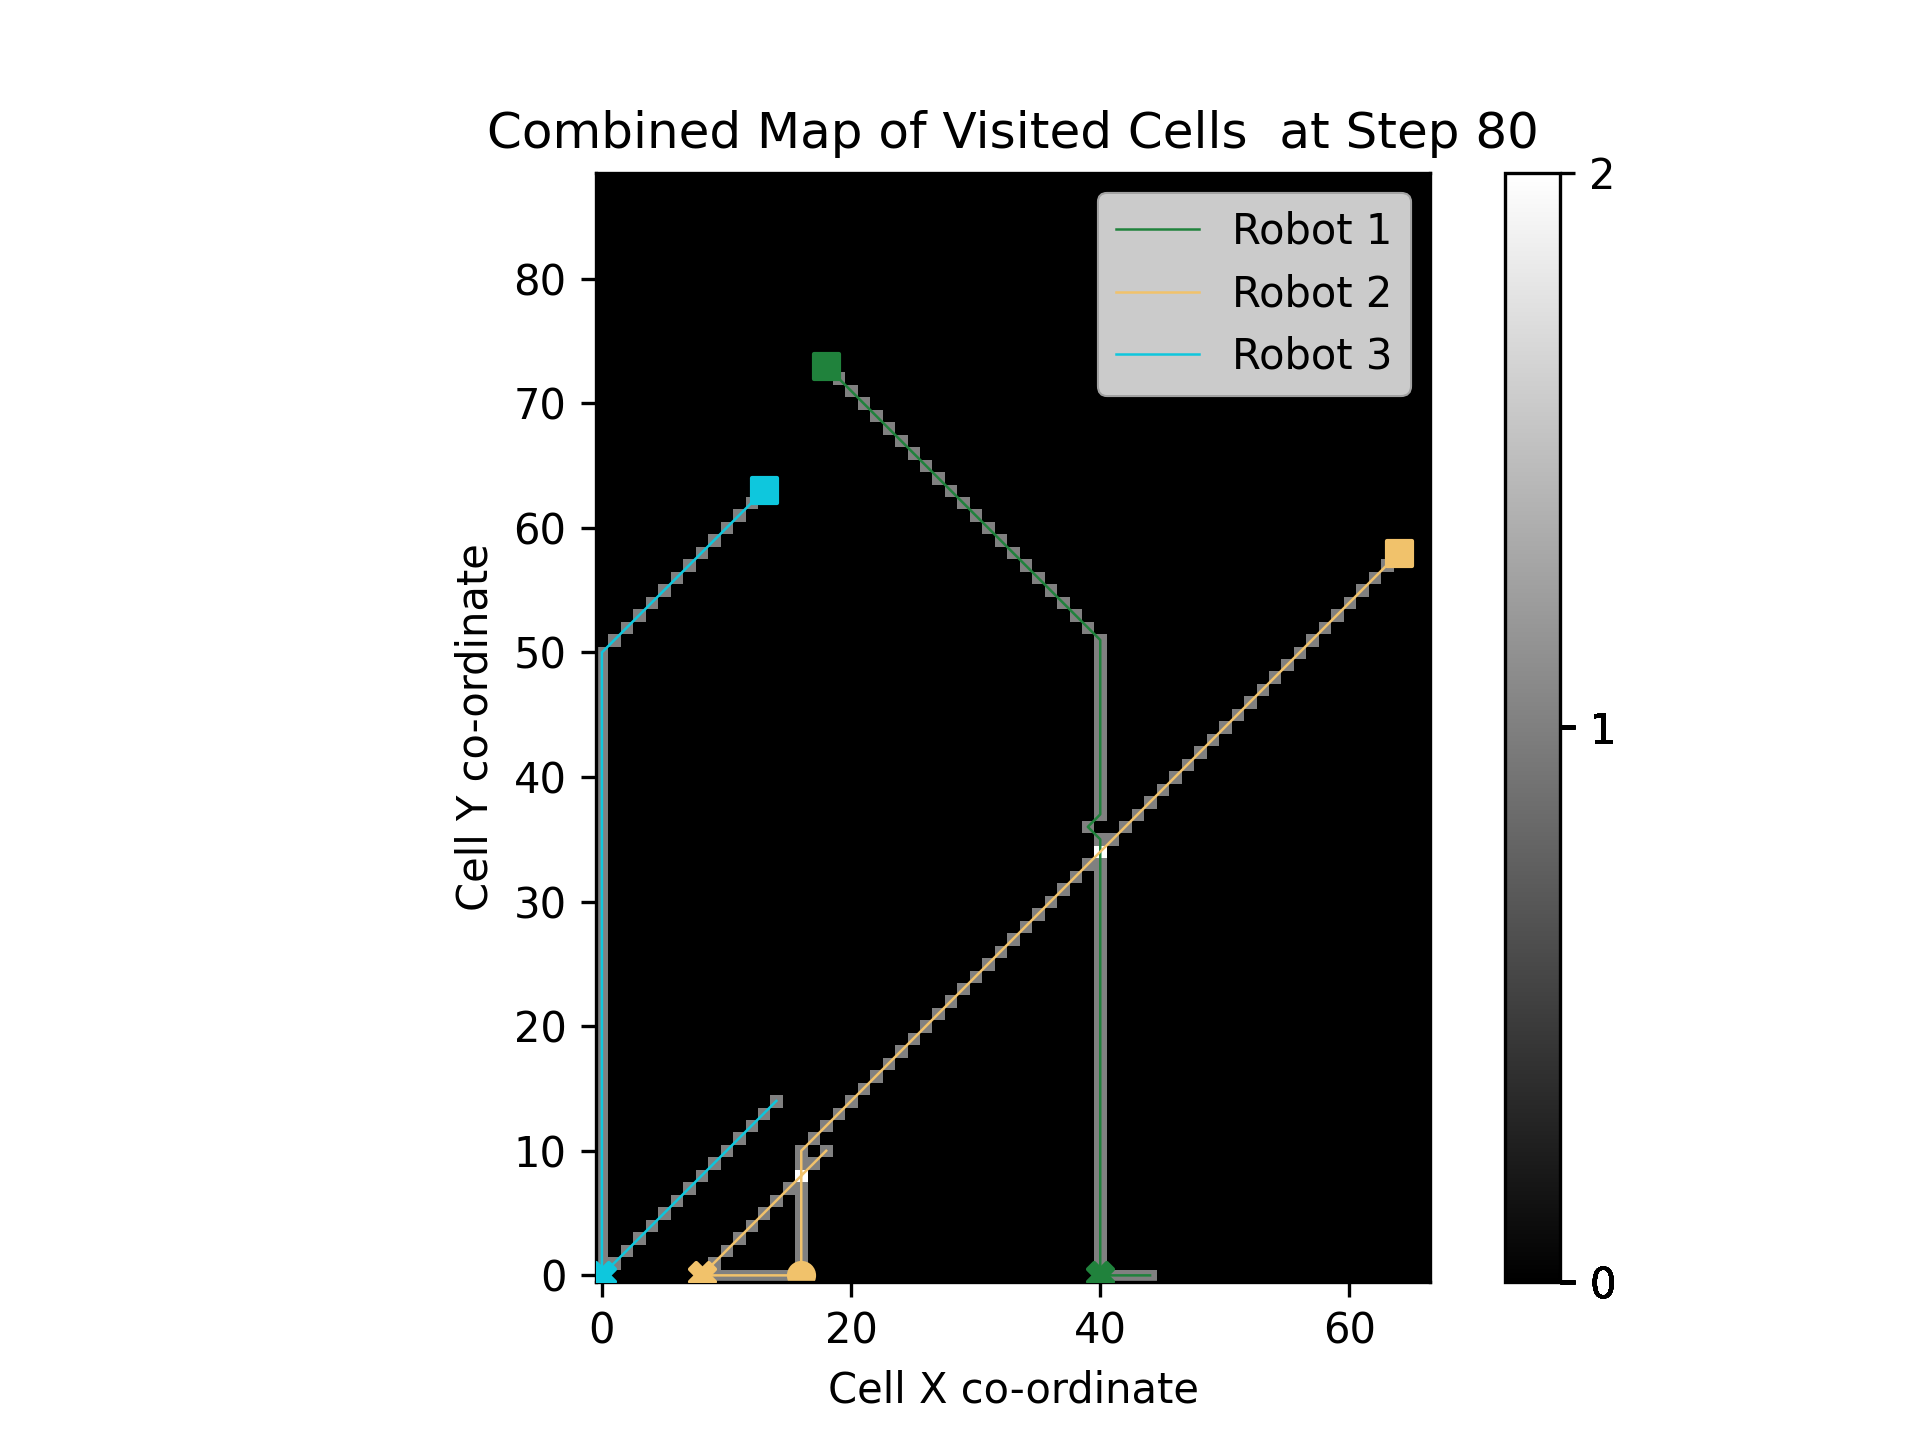 Combined Map of Visited Cells  at Step 80
Robot 1
Robot 2
Robot 3
2
1
0
Cell Y co-ordinate
80
70
60
50
40
30
20
10
0
0 20 40 60
Cell X co-ordinate